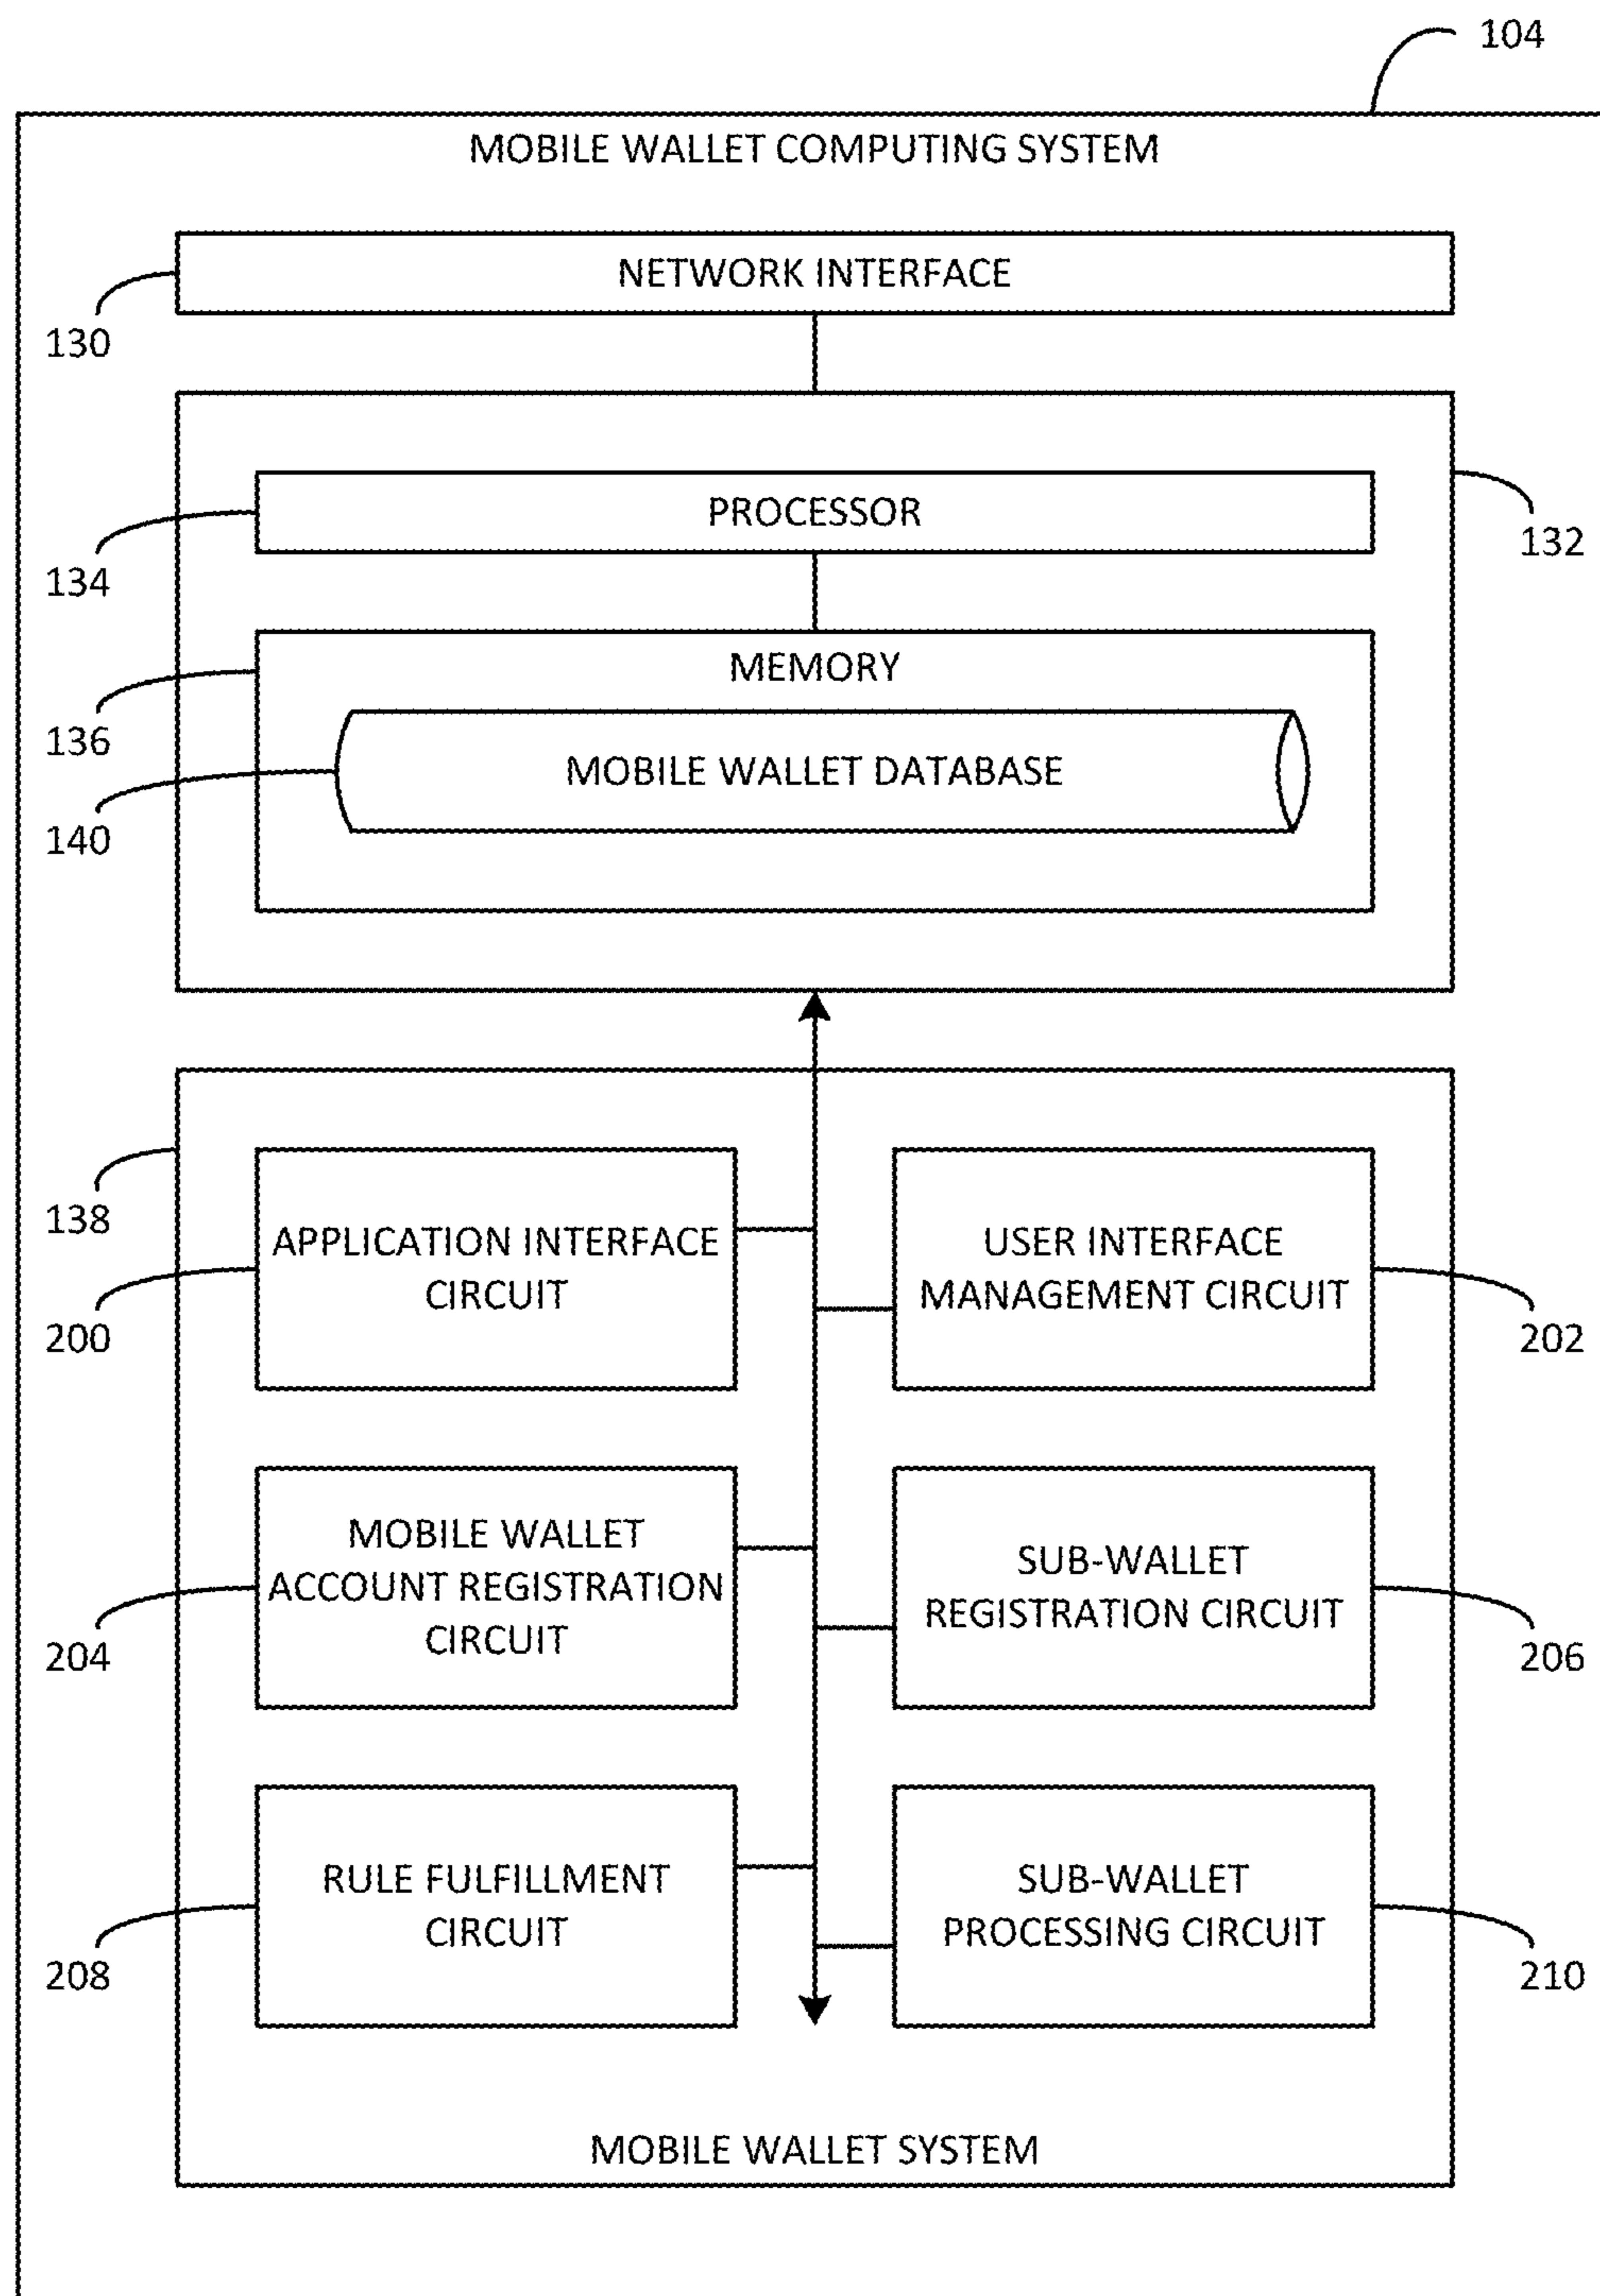 104
MOBILE WALLET COMPUTING SYSTEM
NETWORK INTERFACE
130
PROCESSOR
132
134
MEMORY
136
MOBILE WALLET DATABASE
140
138
APPLICATION INTERFACE
CIRCUIT
200
USER INTERFACE
MANAGEMENT CIRCUIT
202
MOBILE WALLET
ACCOUNT REGISTRATION
CIRCUIT
204
SUB-WALLET
REGISTRATION CIRCUIT
206
RULE FULFILLMENT
CIRCUIT
208
SUB-WALLET
PROCESSING CIRCUIT
210
MOBILE WALLET SYSTEM